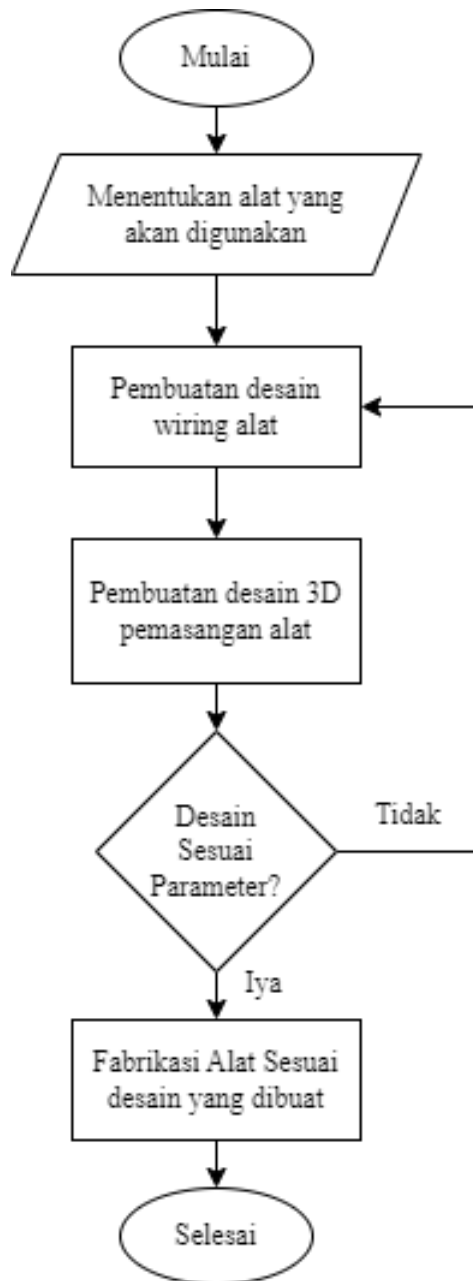 Mulai
Menentukan alat yang
akan digunakan
Pembuatan desain
wiring alat
Pembuatan desain 3D
pemasangan alat
Desain
Sesuai
Parameter?
Tidak
Iya
Fabrikasi Alat Sesuai
desain yang dibuat
Selesai